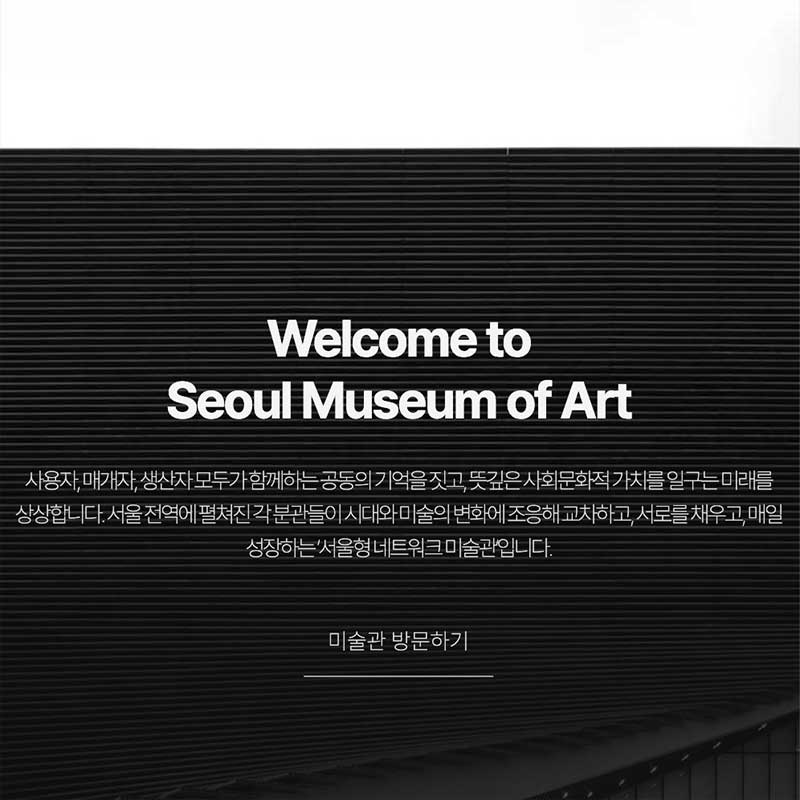 Welcome to
Seoul Museum of Art
사용자, 매개자, 생산자 모두가 함께하는 공동의 기억을 짓고, 뜻깊은 사회문화적 가치를 일구는 미래를
상상합니다. 서울 전역에 펼쳐진 각 분관들이 시대와 미술의 변화에 조응해 교차하고, 서로를 채우고, 매일
성장하는 '서울형 네트워크 미술관'입니다.
미술관 방문하기